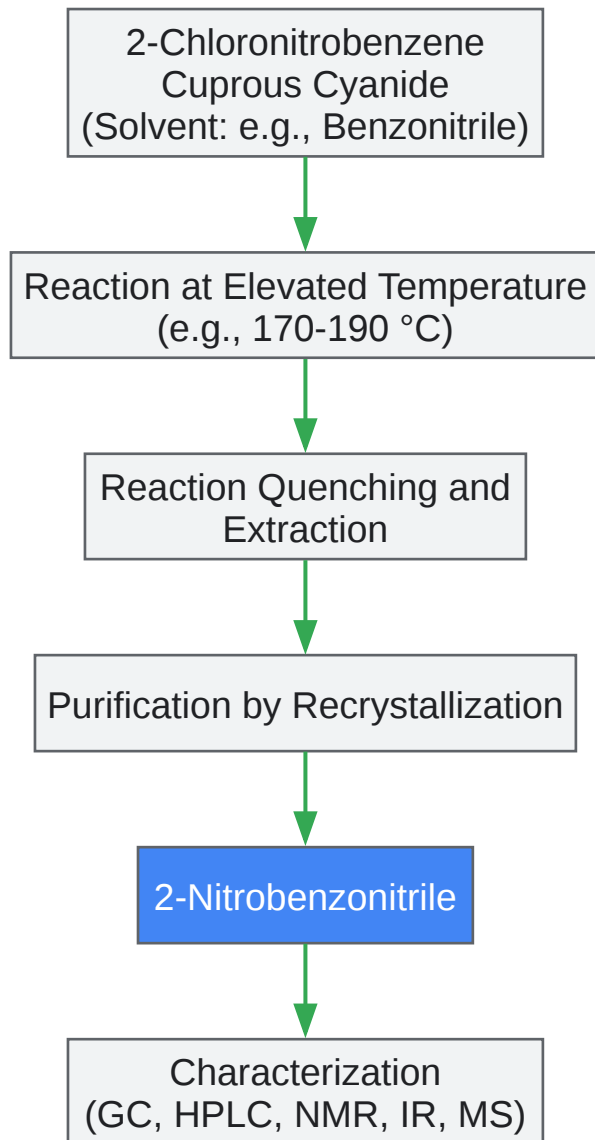 2-Chloronitrobenzene
Cuprous Cyanide
(Solvent: e.g., Benzonitrile)
Reaction at Elevated Temperature
(e.g., 170-190 °C)
Reaction Quenching and
Extraction
Purification by Recrystallization
2-Nitrobenzonitrile
Characterization
(GC, HPLC, NMR, IR, MS)